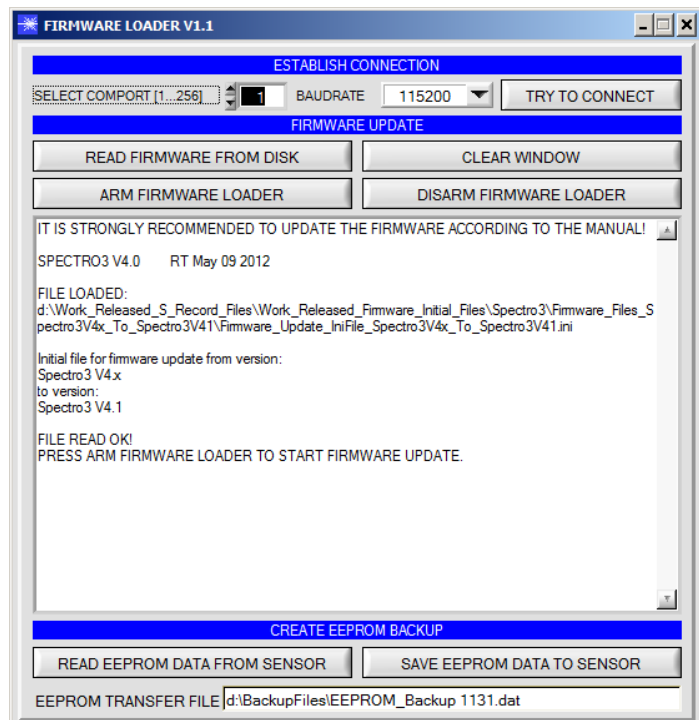 FIRMWARE LOADER V1.1
ESTABLISH CONNECTION
SELECT COMPORT [1...256] 1 BAUDRATE 115200 TRY TO CONNECT
FIRMWARE UPDATE
READ FIRMWARE FROM DISK CLEAR WINDOW
ARM FIRMWARE LOADER DISARM FIRMWARE LOADER
IT IS STRONGLY RECOMMENDED TO UPDATE THE FIRMWARE ACCORDING TO THE MANUAL!
SPECTRO3 V4.0 RT May 09 2012
FILE LOADED:
d:\Work_Released_S_Record_Files\Work_Released_Firmware_Initial_Files\Spectro3\Firmware_Files_S
pectro3V4x_To_Spectro3V41\Firmware_Update_IniFile_Spectro3V4x_To_Spectro3V41.ini
Initial file for firmware update from version:
Spectro3 V4.x
to version:
Spectro3 V4.1
FILE READ OK!
PRESS ARM FIRMWARE LOADER TO START FIRMWARE UPDATE.
CREATE EEPROM BACKUP
READ EEPROM DATA FROM SENSOR SAVE EEPROM DATA TO SENSOR
EEPROM TRANSFER FILE d:\BackupFiles\EEPROM_Backup 1131.dat